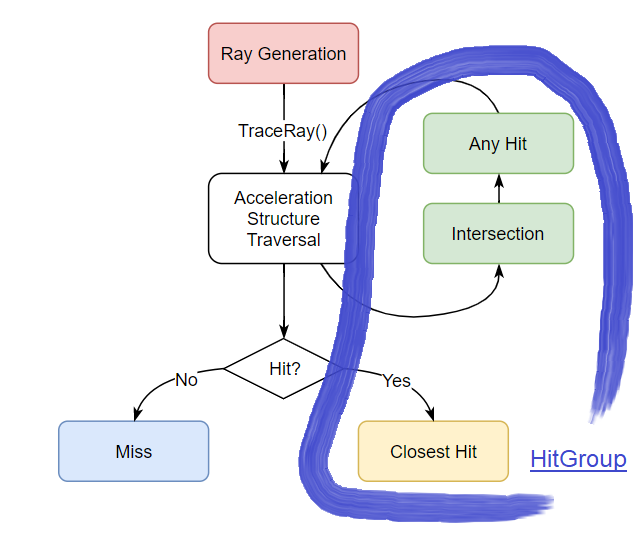 Ray Generation
TraceRay()
Any Hit
Acceleration
Structure
Traversal
Intersection
Hit?
No
Yes
Miss
Closest Hit
HitGroup